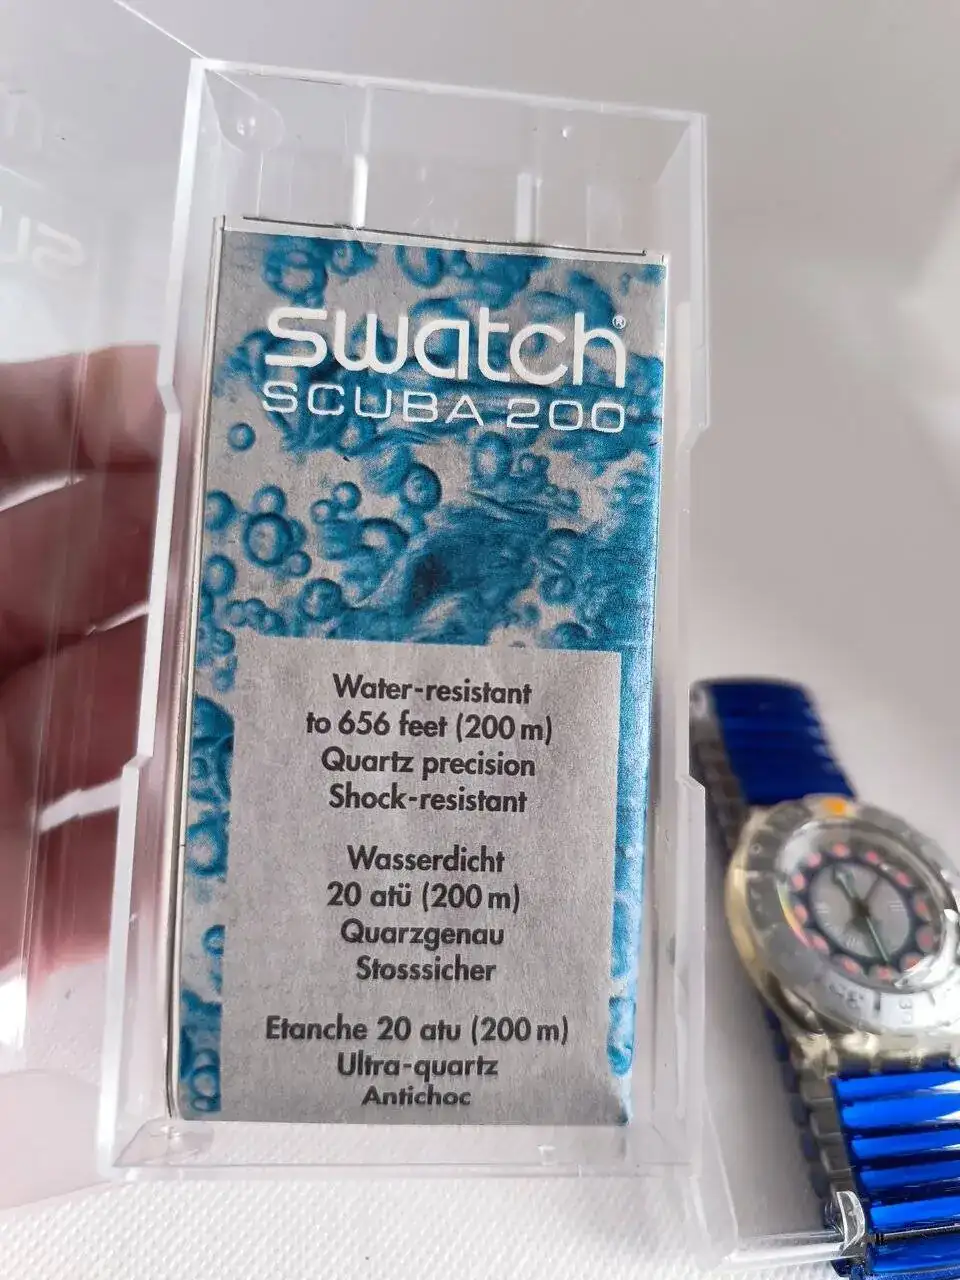 swatch®
SCUBA 200
Water-resistant
to 656 feet (200 m)
Quartz precision
Shock-resistant
Wasserdicht
20 atü (200 m)
Quarzgenau
Stosssicher
Etanche 20 atu (200 m)
Ultra-quartz
Antichoc